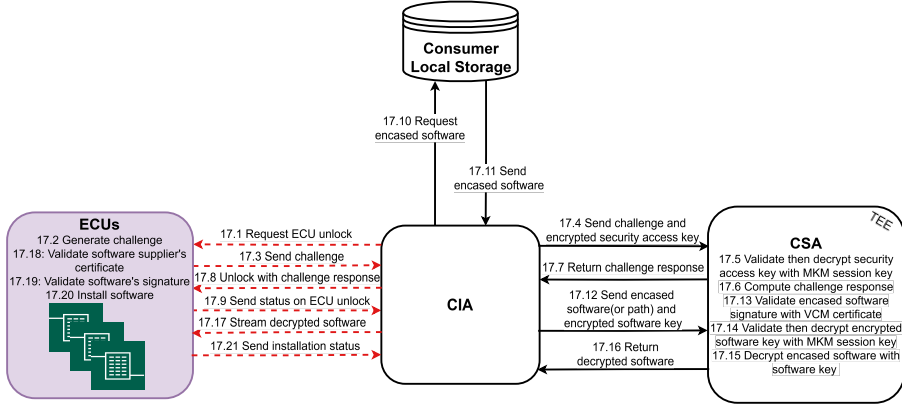 Consumer
Local Storage
17.10 Request
encased software
17.11 Send
encased software
ECUs
17.2 Generate challenge
17.18: Validate software supplier's
certificate
17.19: Validate software's signature
17.20 Install software
17.1 Request ECU unlock
17.3 Send challenge
17.8 Unlock with challenge response
17.9 Send status on ECU unlock
17.17 Stream decrypted software
17.21 Send installation status
CIA
17.4 Send challenge and
encrypted security access key
17.7 Return challenge response
17.12 Send encased
software(or path) and
encrypted software key
17.16 Return
decrypted software
TEE
CSA
17.5 Validate then decrypt security
access key with MKM session key
17.6 Compute challenge response
17.13 Validate encased software
signature with VCM certificate
17.14 Validate then decrypt encrypted
software key with MKM session key
17.15 Decrypt encased software with
software key